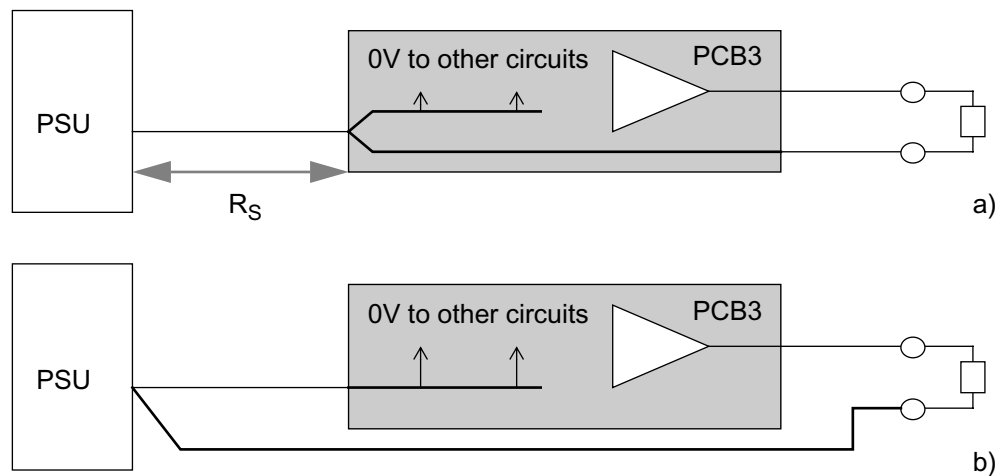 0V to other circuits
PCB3
PSU
R_S
a)
0V to other circuits
PCB3
PSU
b)